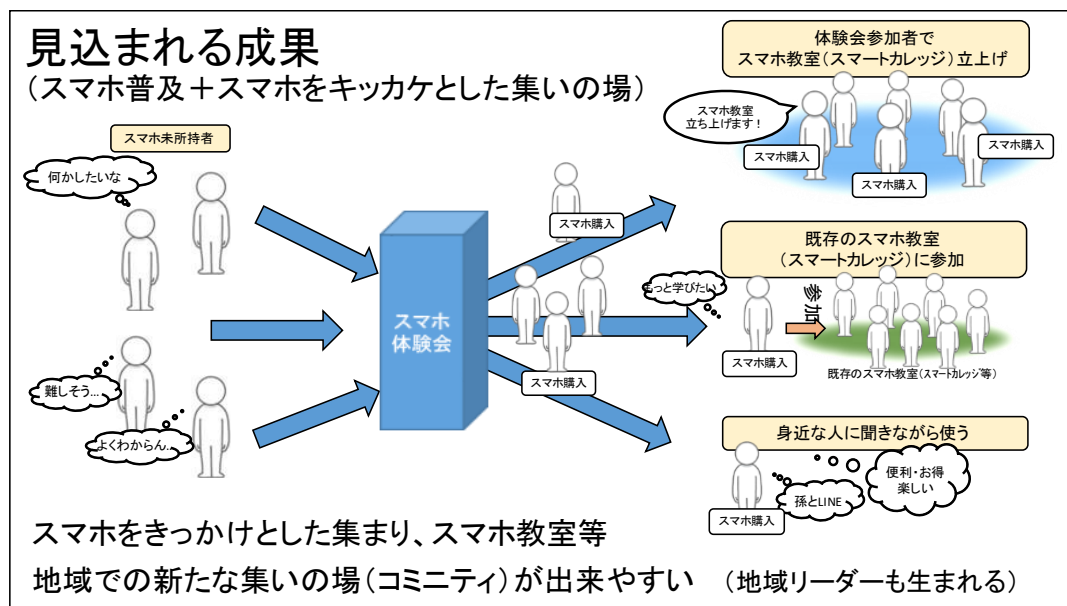 見込まれる成果
（スマホ普及＋スマホをキッカケとした集いの場）
スマホ未所持者
何かしたいな
難しそう...
よくわからん...
スマホ
体験会
スマホ購入
スマホ購入
体験会参加者で
スマホ教室（スマートカレッジ）立上げ
スマホ教室
立ち上げます！
スマホ購入
スマホ購入
スマホ購入
既存のスマホ教室
（スマートカレッジ）に参加
もっと学びたい
参加
スマホ購入
既存のスマホ教室（スマートカレッジ等）
身近な人に聞きながら使う
便利・お得
楽しい
孫とLINE
スマホ購入
スマホをきっかけとした集まり、スマホ教室等
地域での新たな集いの場（コミニティ）が出来やすい （地域リーダーも生まれる）